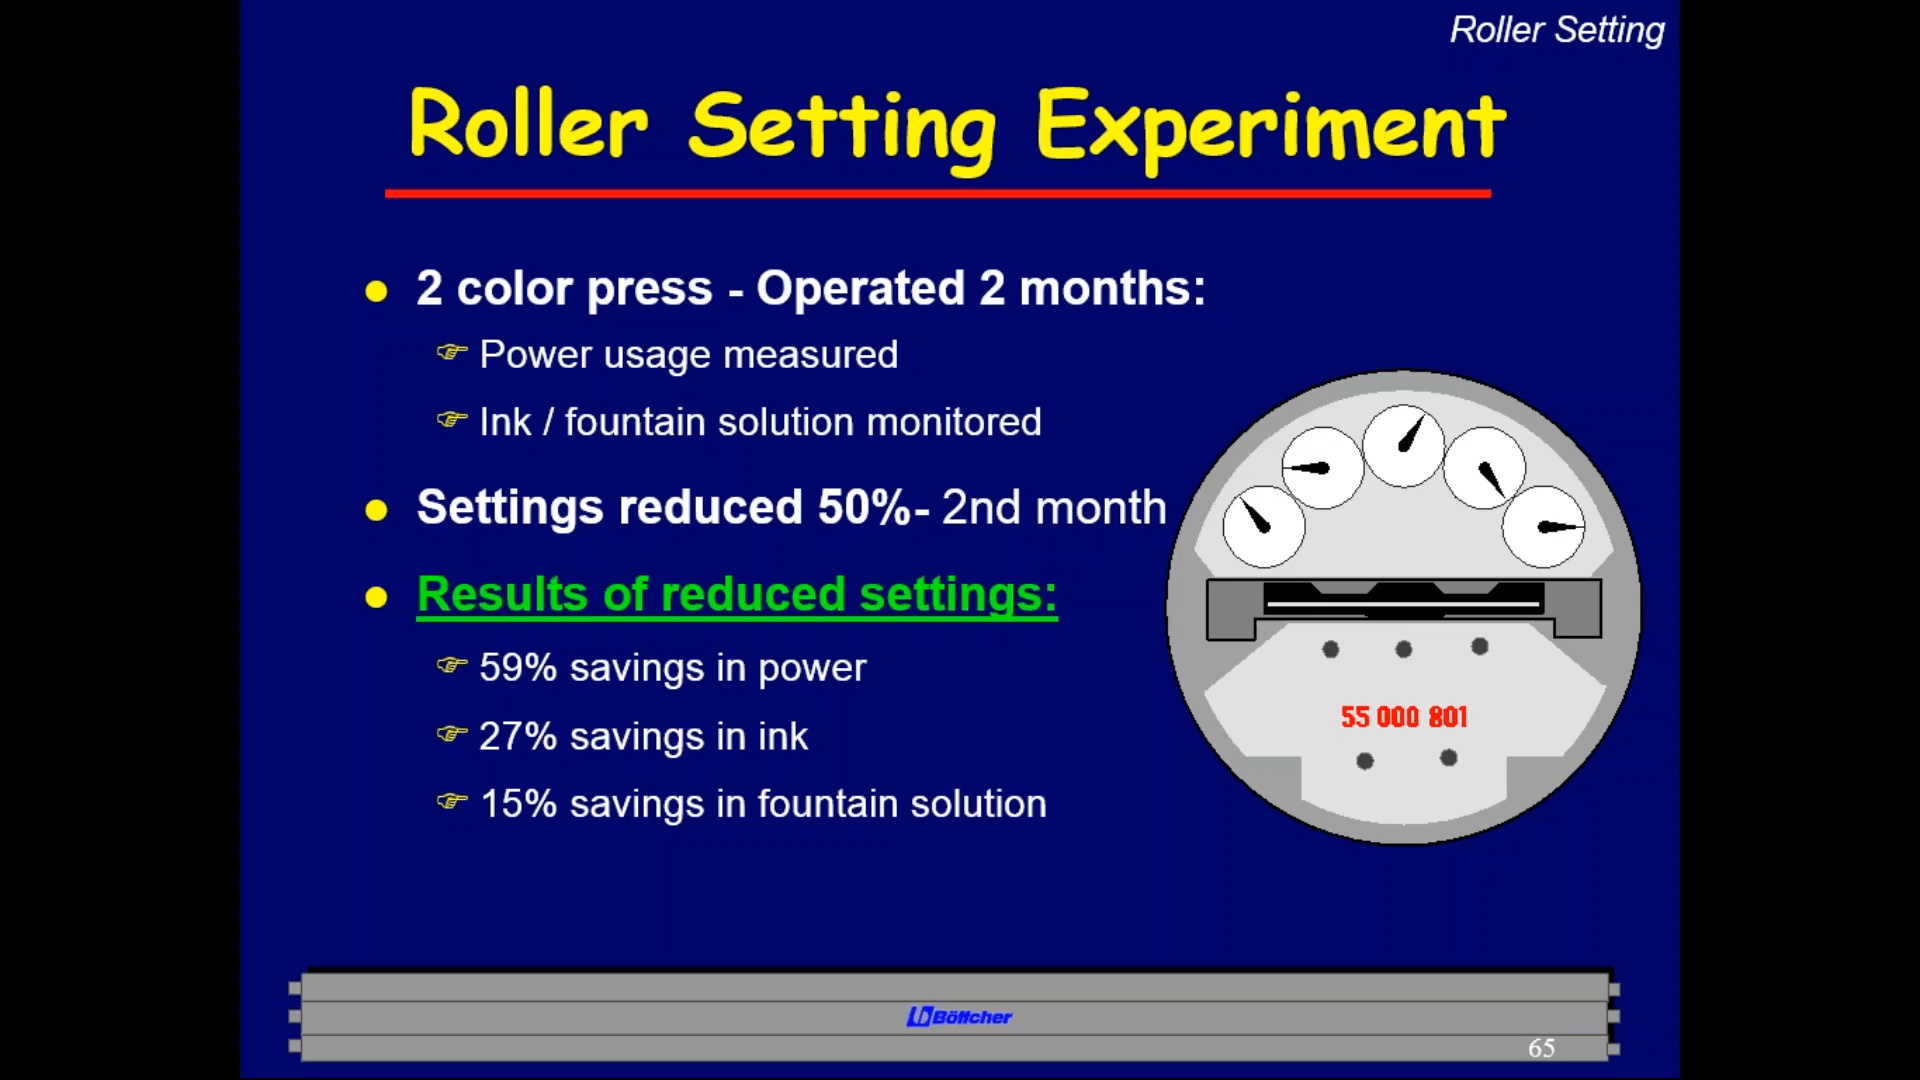 Roller Setting
Roller Setting Experiment
2 color press - Operated 2 months:
Power usage measured
Ink / fountain solution monitored
Settings reduced 50%- 2nd month
Results of reduced settings:
59% savings in power
27% savings in ink
15% savings in fountain solution
55 000 801
Böttcher
65